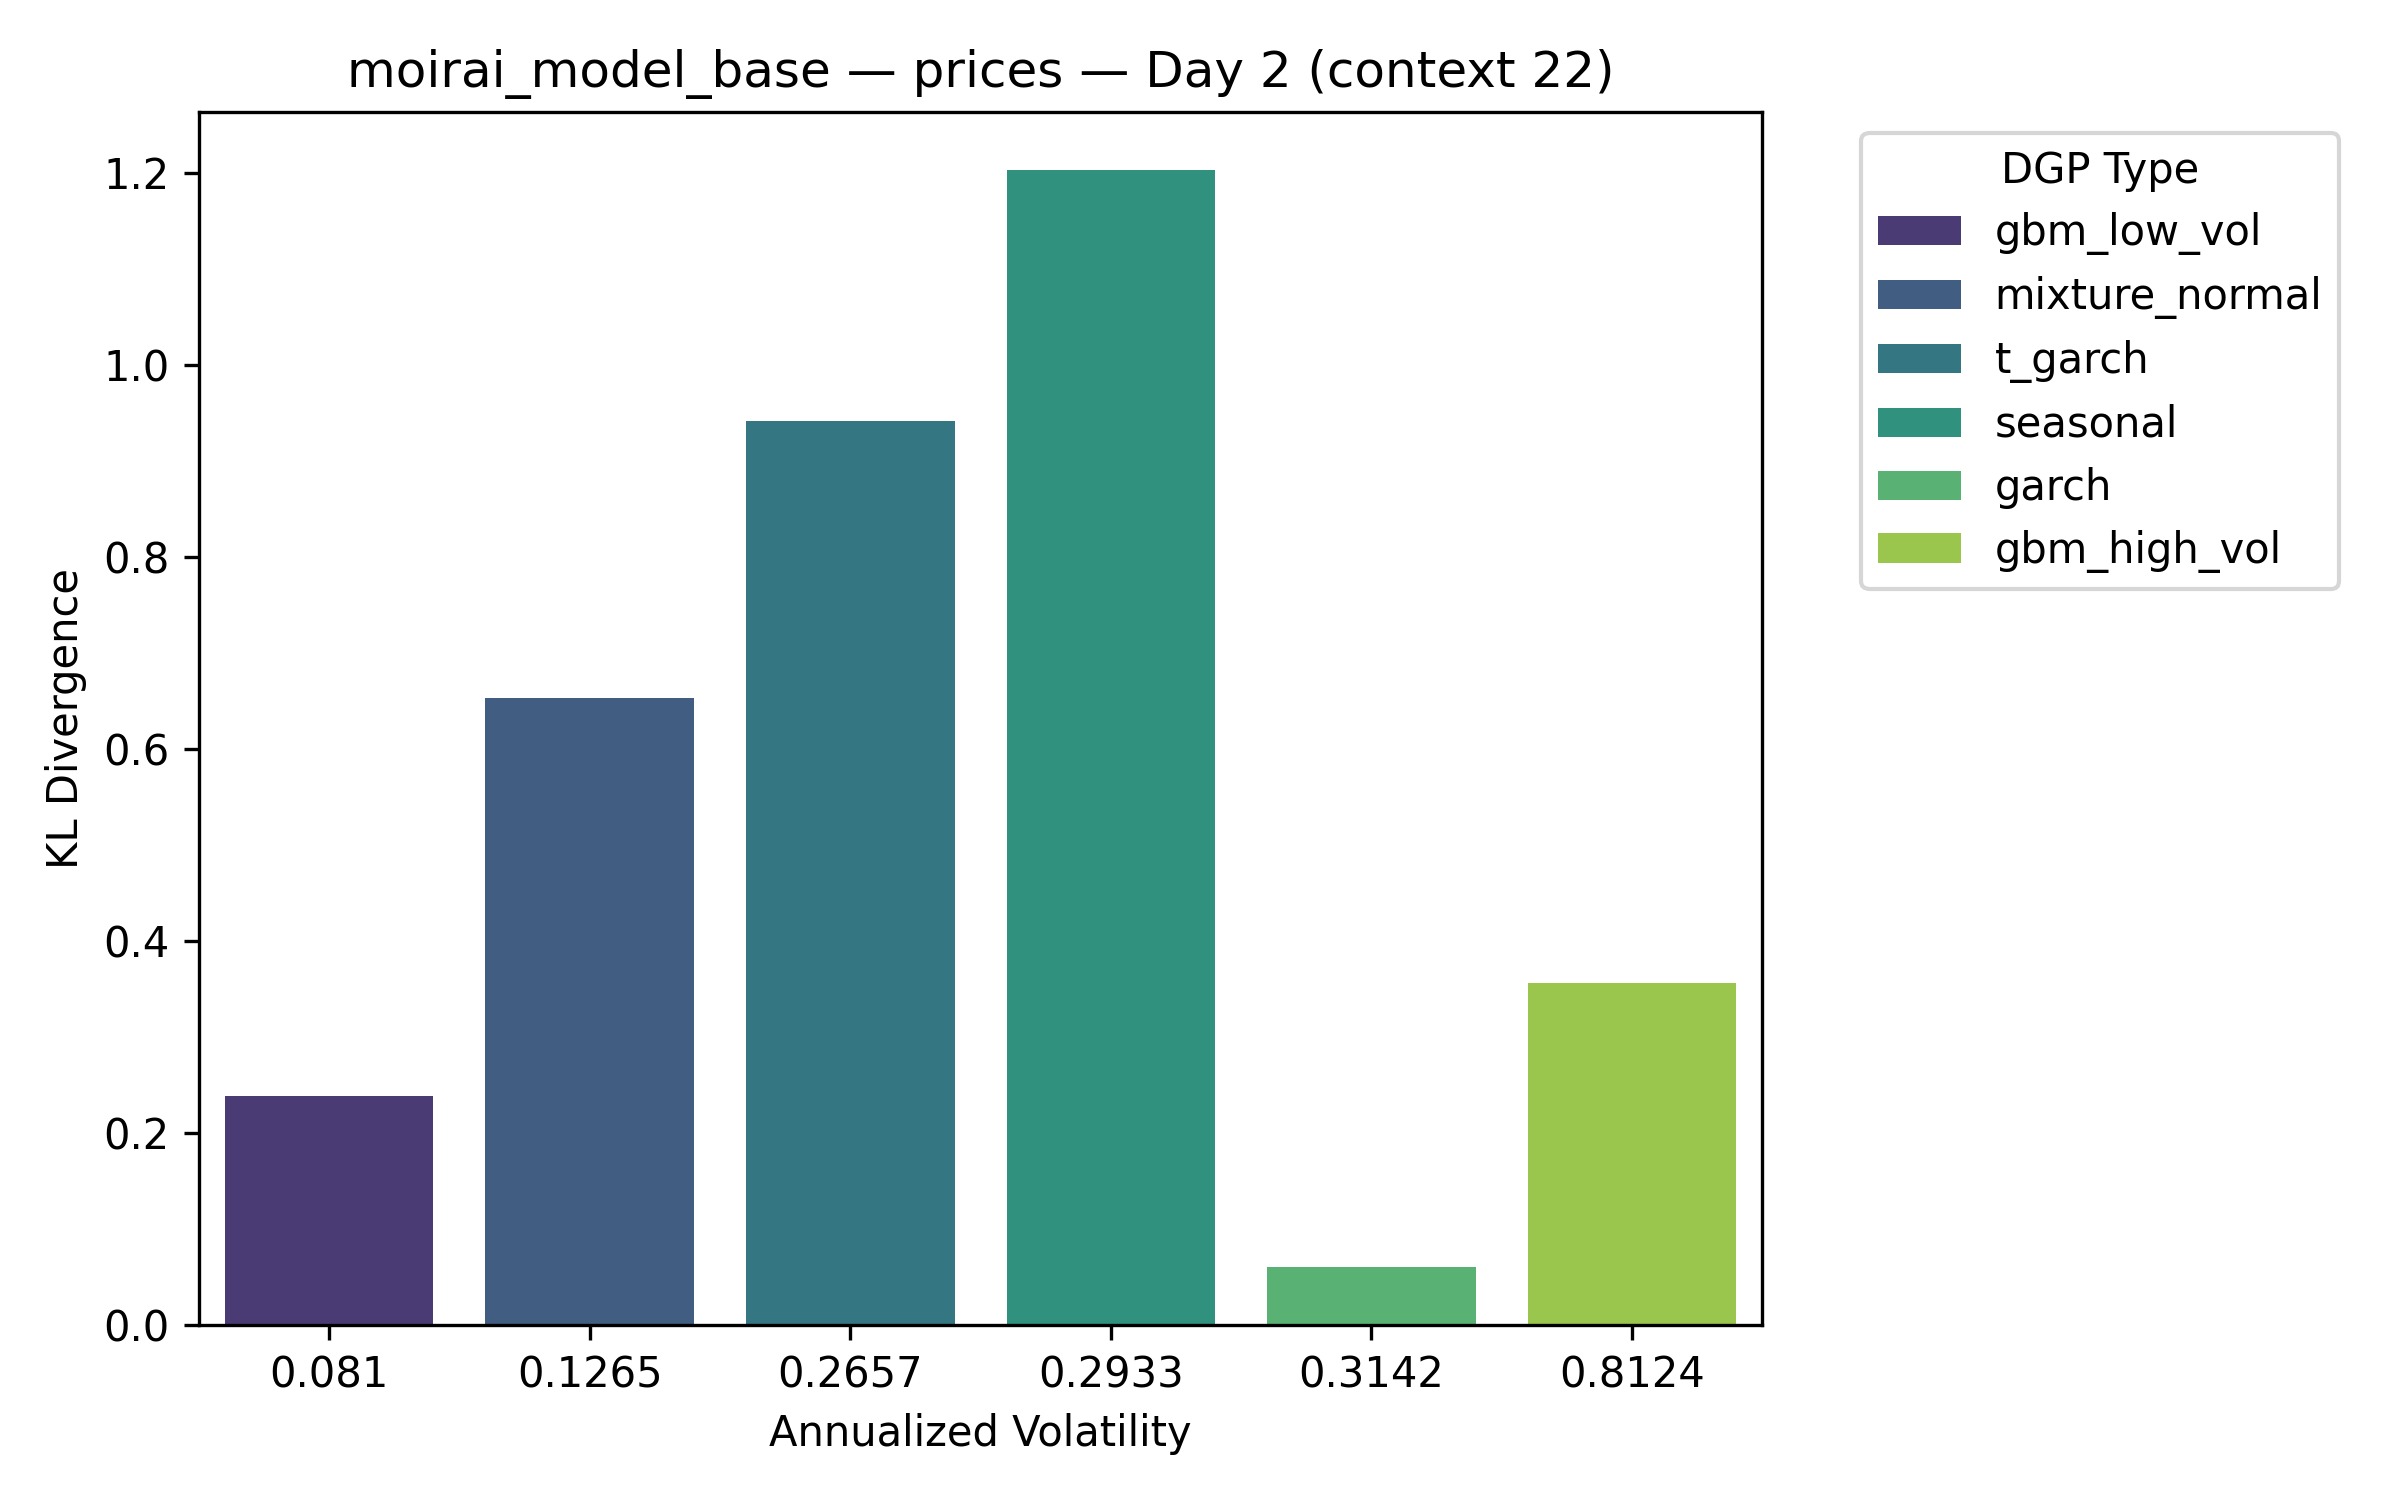 moirai_model_base — prices — Day 2 (context 22)
KL Divergence
1.2
1.0
0.8
0.6
0.4
0.2
0.0
0.081 0.1265 0.2657 0.2933 0.3142 0.8124
Annualized Volatility
DGP Type
gbm_low_vol
mixture_normal
t_garch
seasonal
garch
gbm_high_vol